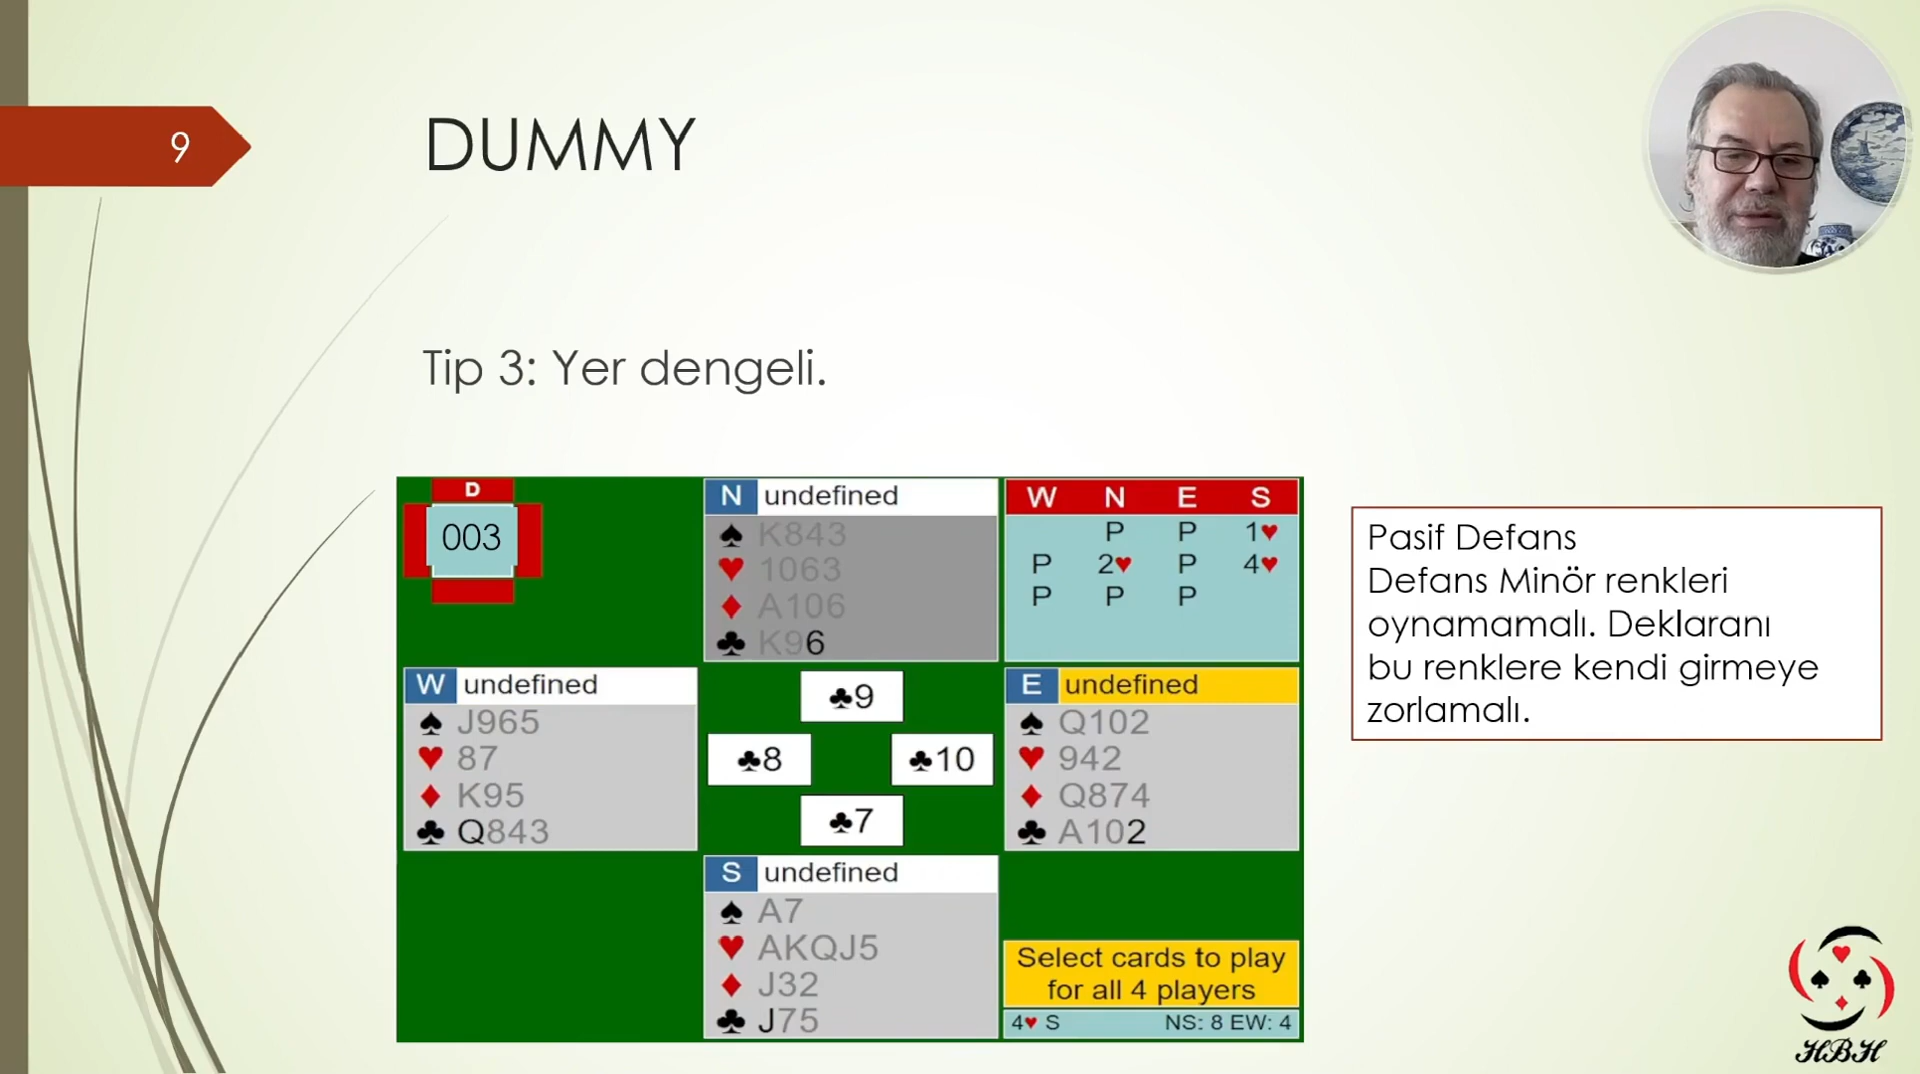 9
DUMMY
Tip 3: Yer dengeli.
D
003
N undefined
♠ K843
♥ 1063
♦ A106
♣ K96
W N E S
P P 1♥
P 2♥ P 4♥
P P P
W undefined
♠ J965
♥ 87
♦ K95
♣ Q843
♣9
♣8
♣10
♣7
E undefined
♠ Q102
♥ 942
♦ Q874
♣ A102
S undefined
♠ A7
♥ AKQJ5
♦ J32
♣ J75
Select cards to play
for all 4 players
4♥ S NS: 8 EW: 4
Pasif Defans
Defans Minör renkleri
oynamamalı. Deklaranı
bu renklere kendi girmeye
zorlamalı.
HBH